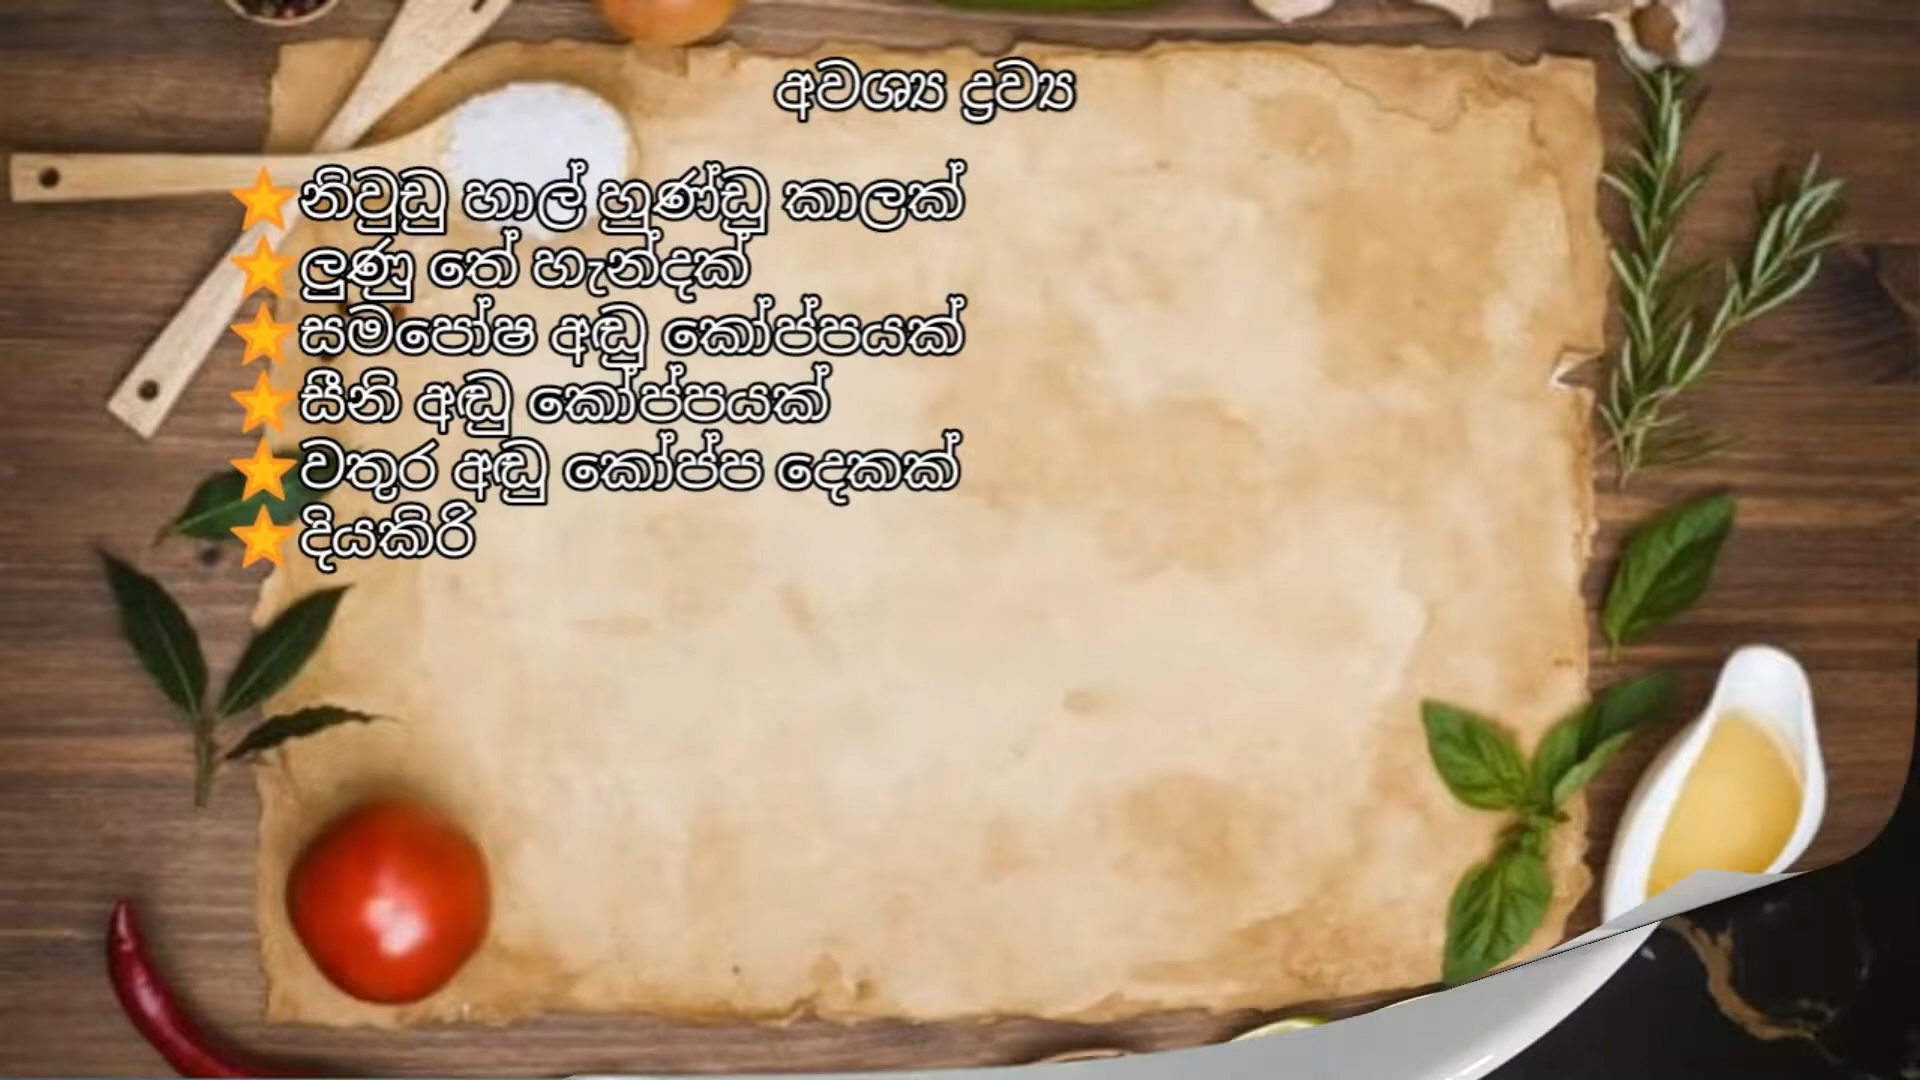 අවශ්‍ය ද්‍රව්‍ය
⭐නිවුඩු හාල් හුණ්ඩු කාලක්
⭐ලුණු තේ හැන්දක්
⭐සමපෝෂ අඬු කෝප්පයක්
⭐සීනි අඬු කෝප්පයක්
⭐වතුර අඬු කෝප්ප දෙකක්
⭐දියකිරි